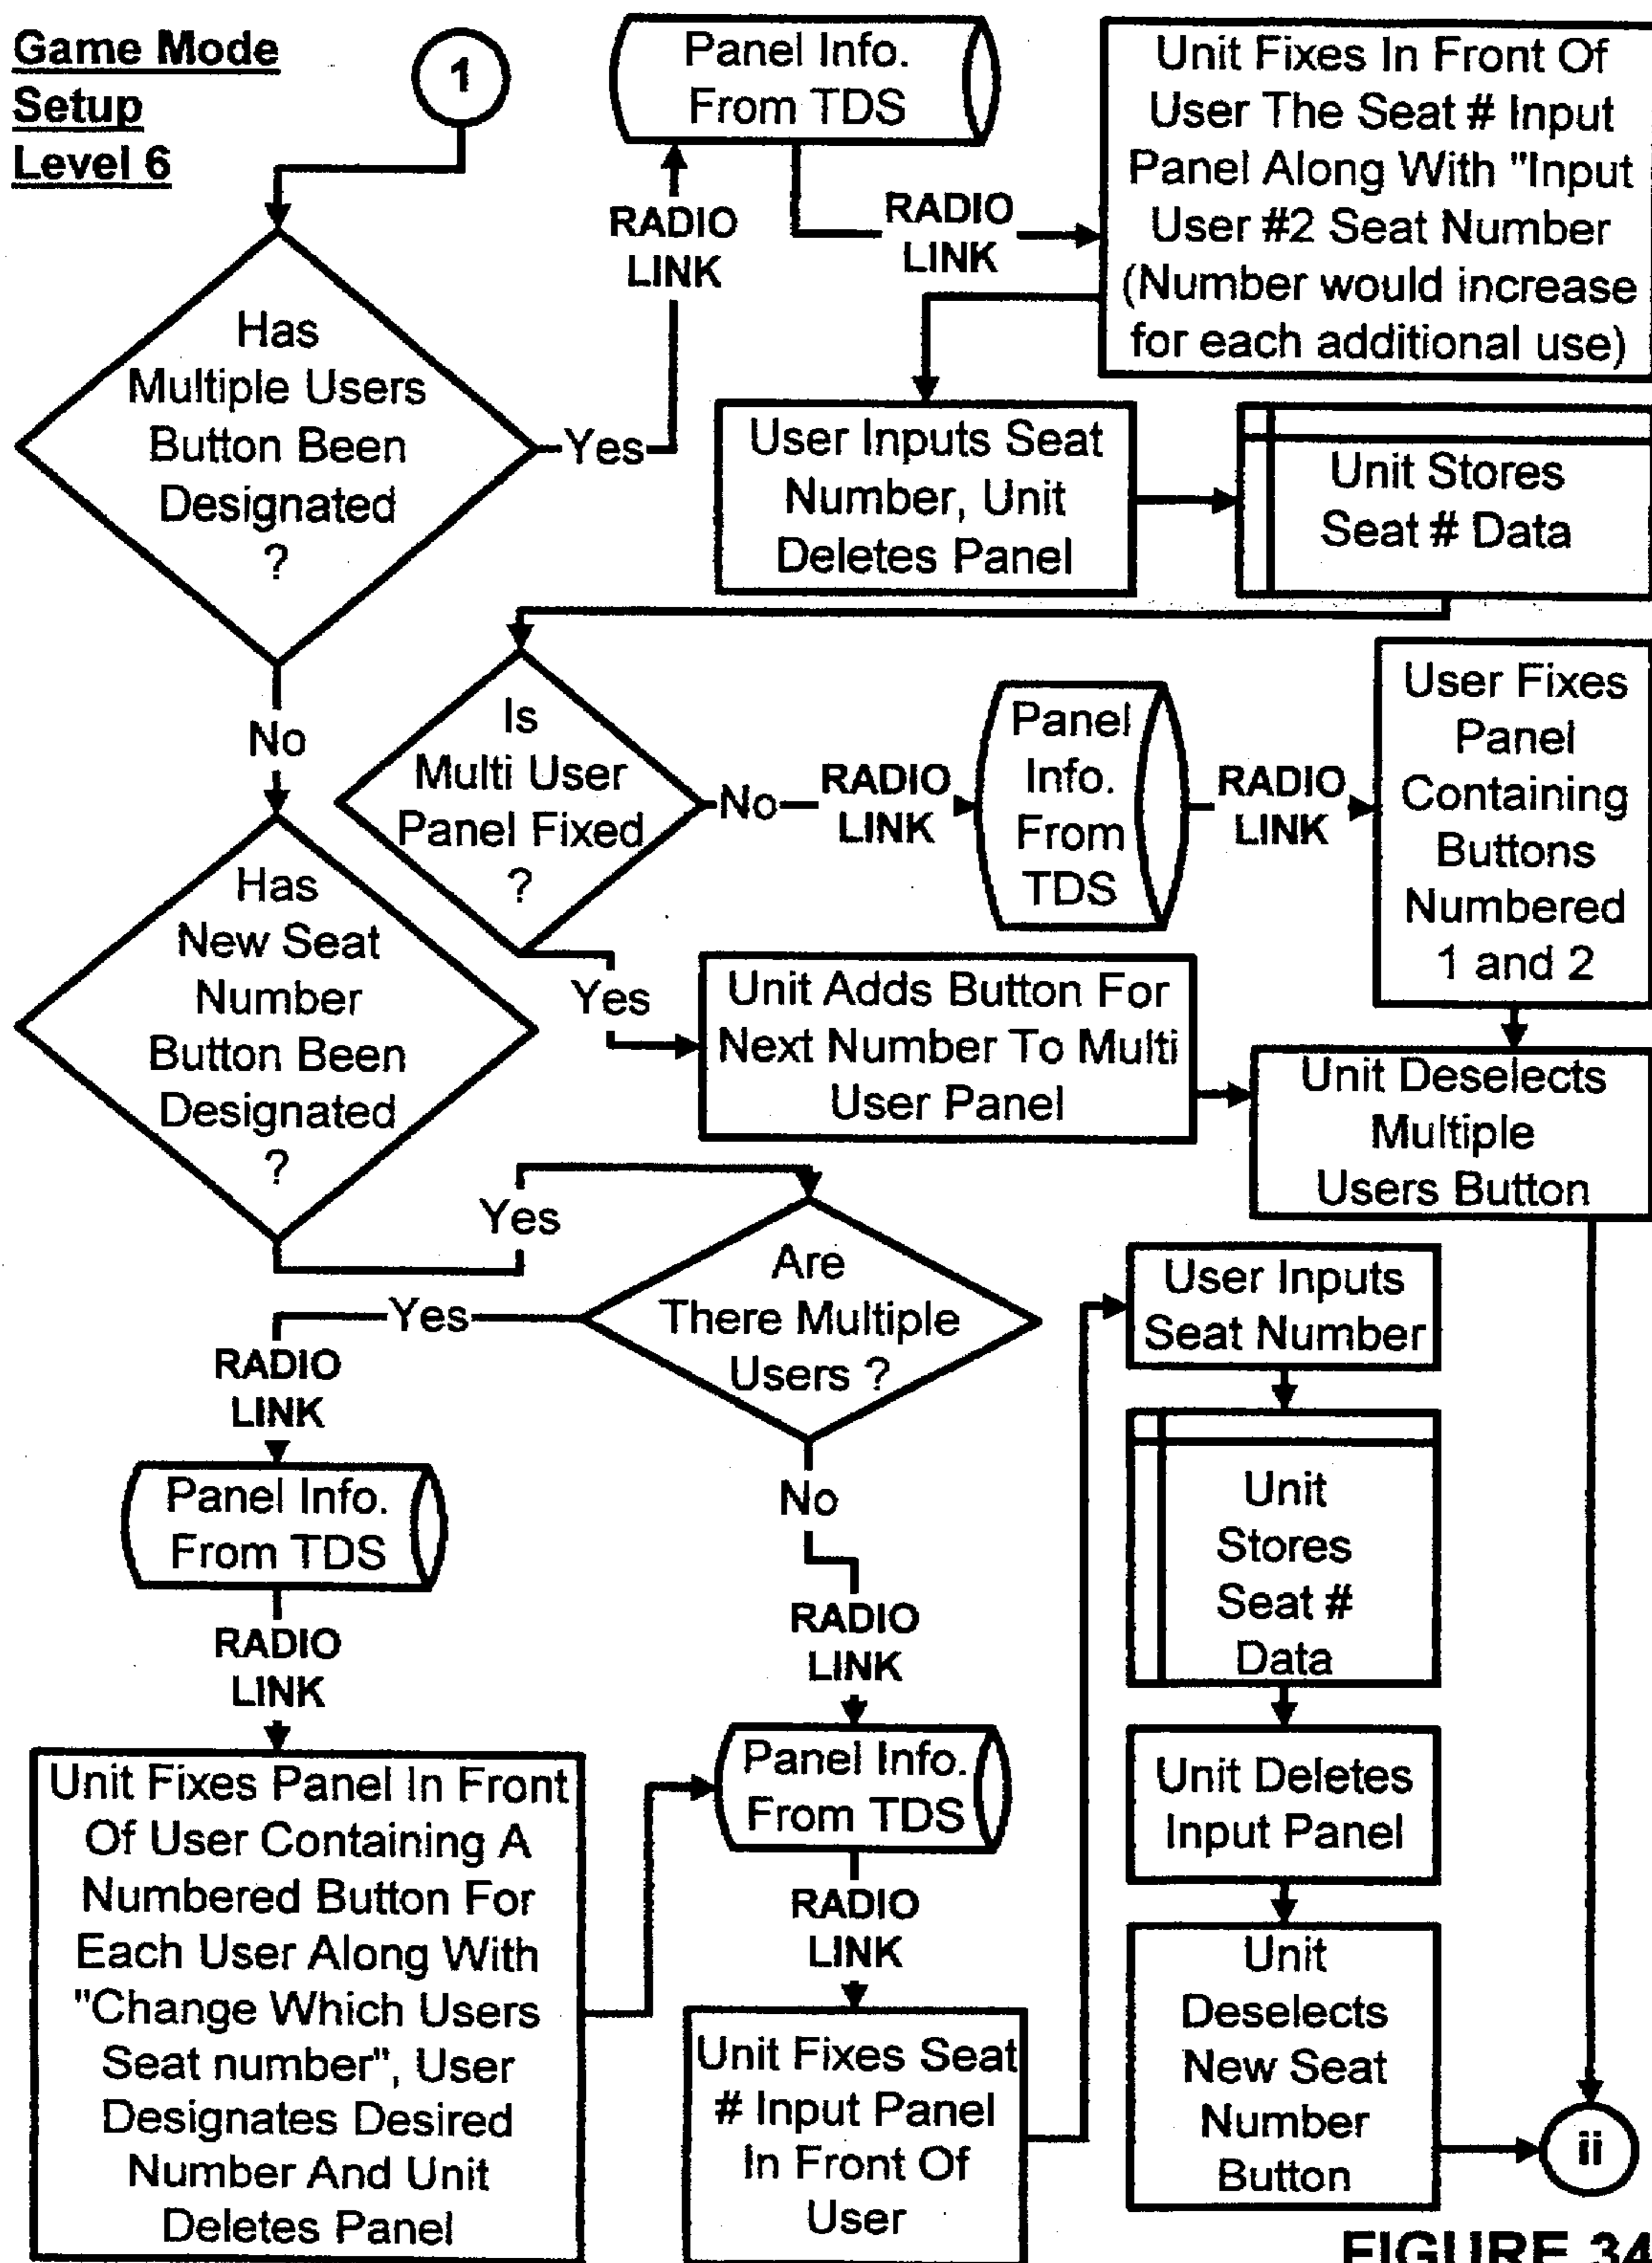 Game Mode
Setup
Level 6
1
Panel Info.
From TDS
Unit Fixes In Front Of
User The Seat # Input
Panel Along With "Input
User #2 Seat Number
(Number would increase
for each additional use)
RADIO
LINK
RADIO
LINK
Has
Multiple Users
Button Been
Designated
?
Yes
User Inputs Seat
Number, Unit
Deletes Panel
Unit Stores
Seat # Data
No
Is
Multi User
Panel Fixed
?
No
RADIO
LINK
Panel
Info.
From
TDS
RADIO
LINK
User Fixes
Panel
Containing
Buttons
Numbered
1 and 2
Yes
Unit Adds Button For
Next Number To Multi
User Panel
Unit Deselects
Multiple
Users Button
Has
New Seat
Number
Button Been
Designated
?
Yes
Are
There Multiple
Users ?
Yes
RADIO
LINK
Panel Info.
From TDS
RADIO
LINK
Unit Fixes Panel In Front
Of User Containing A
Numbered Button For
Each User Along With
"Change Which Users
Seat number", User
Designates Desired
Number And Unit
Deletes Panel
No
RADIO
LINK
Panel Info.
From TDS
RADIO
LINK
Unit Fixes Seat
# Input Panel
In Front Of
User
User Inputs
Seat Number
Unit
Stores
Seat #
Data
Unit Deletes
Input Panel
Unit
Deselects
New Seat
Number
Button
ii
FIGURE 34